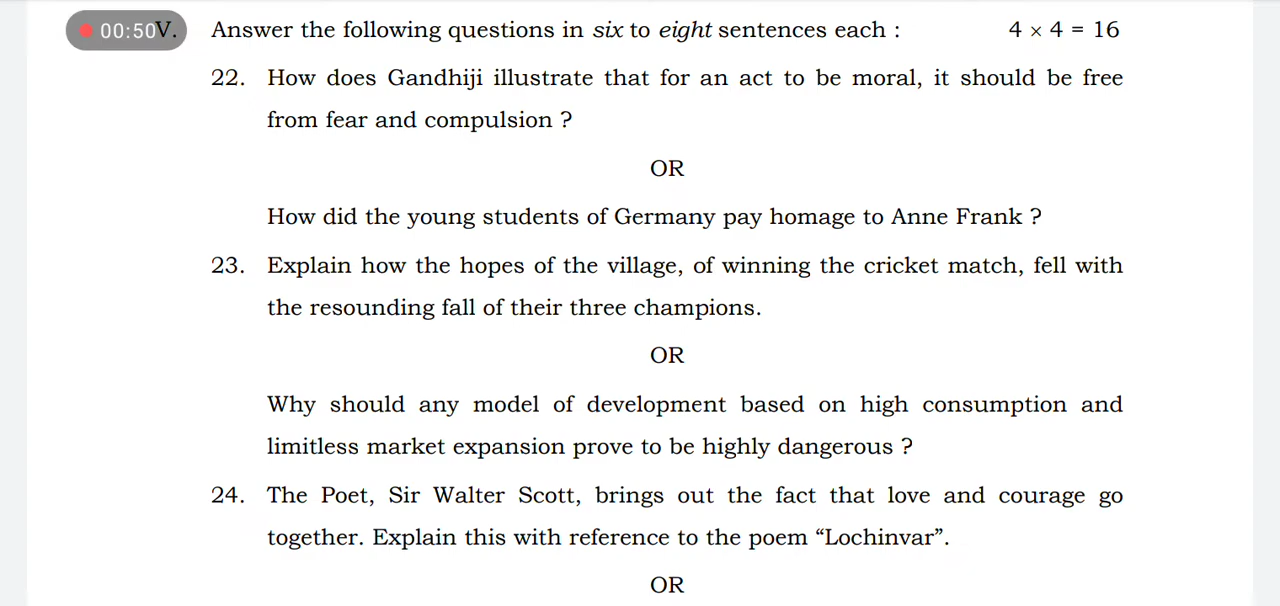 00:50 V. Answer the following questions in six to eight sentences each : 4 × 4 = 16
22. How does Gandhiji illustrate that for an act to be moral, it should be free
from fear and compulsion ?
OR
How did the young students of Germany pay homage to Anne Frank ?
23. Explain how the hopes of the village, of winning the cricket match, fell with
the resounding fall of their three champions.
OR
Why should any model of development based on high consumption and
limitless market expansion prove to be highly dangerous ?
24. The Poet, Sir Walter Scott, brings out the fact that love and courage go
together. Explain this with reference to the poem “Lochinvar”.
OR